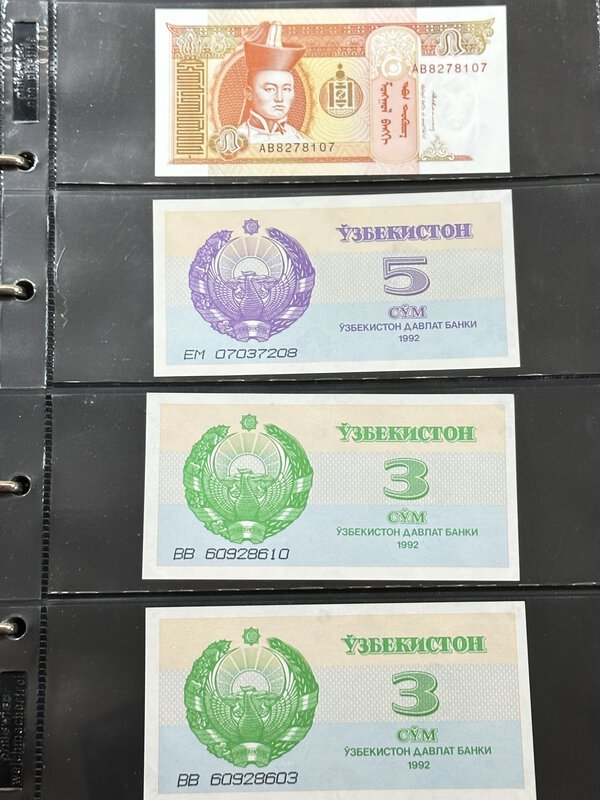 AB8278107
AB8278107
ЎЗБЕКИСТОН
5
СЎМ
ЎЗБЕКИСТОН ДАВЛАТ БАНКИ
1992
ЕМ 07037208
ЎЗБЕКИСТОН
3
СЎМ
ЎЗБЕКИСТОН ДАВЛАТ БАНКИ
1992
ВВ 60928610
ЎЗБЕКИСТОН
3
СЎМ
ЎЗБЕКИСТОН ДАВЛАТ БАНКИ
1992
ВВ 60928603